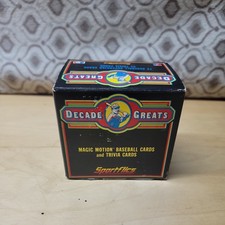 DECADE GREATS
DECADE GREATS
MAGIC MOTION BASEBALL CARDS
and TRIVIA CARDS
Sportflics